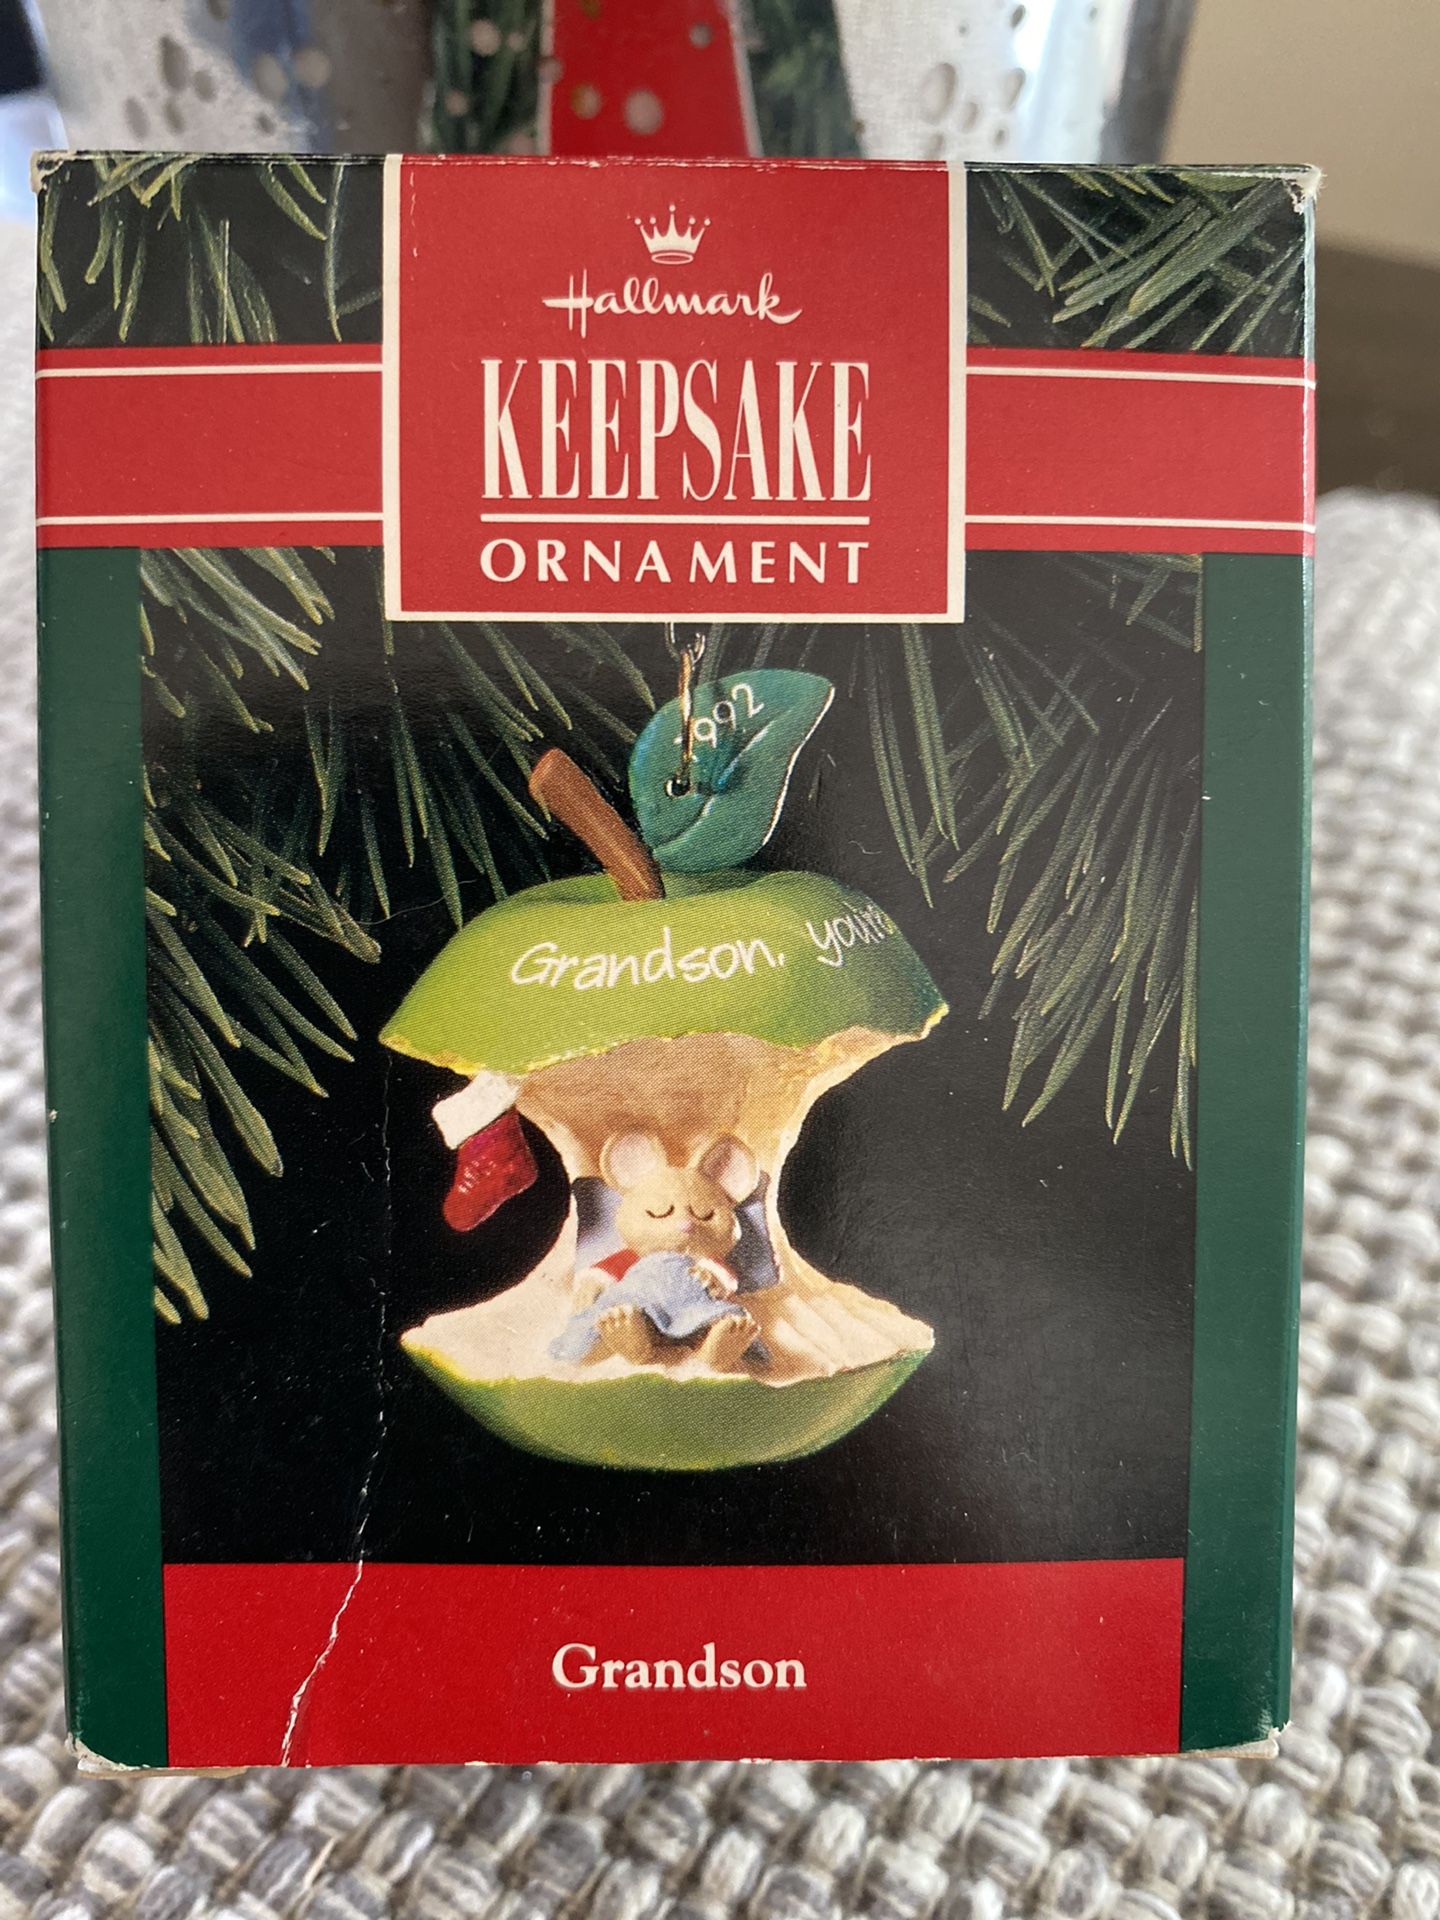 Hallmark
KEEPSAKE
ORNAMENT
1992
Grandson, you're
Grandson